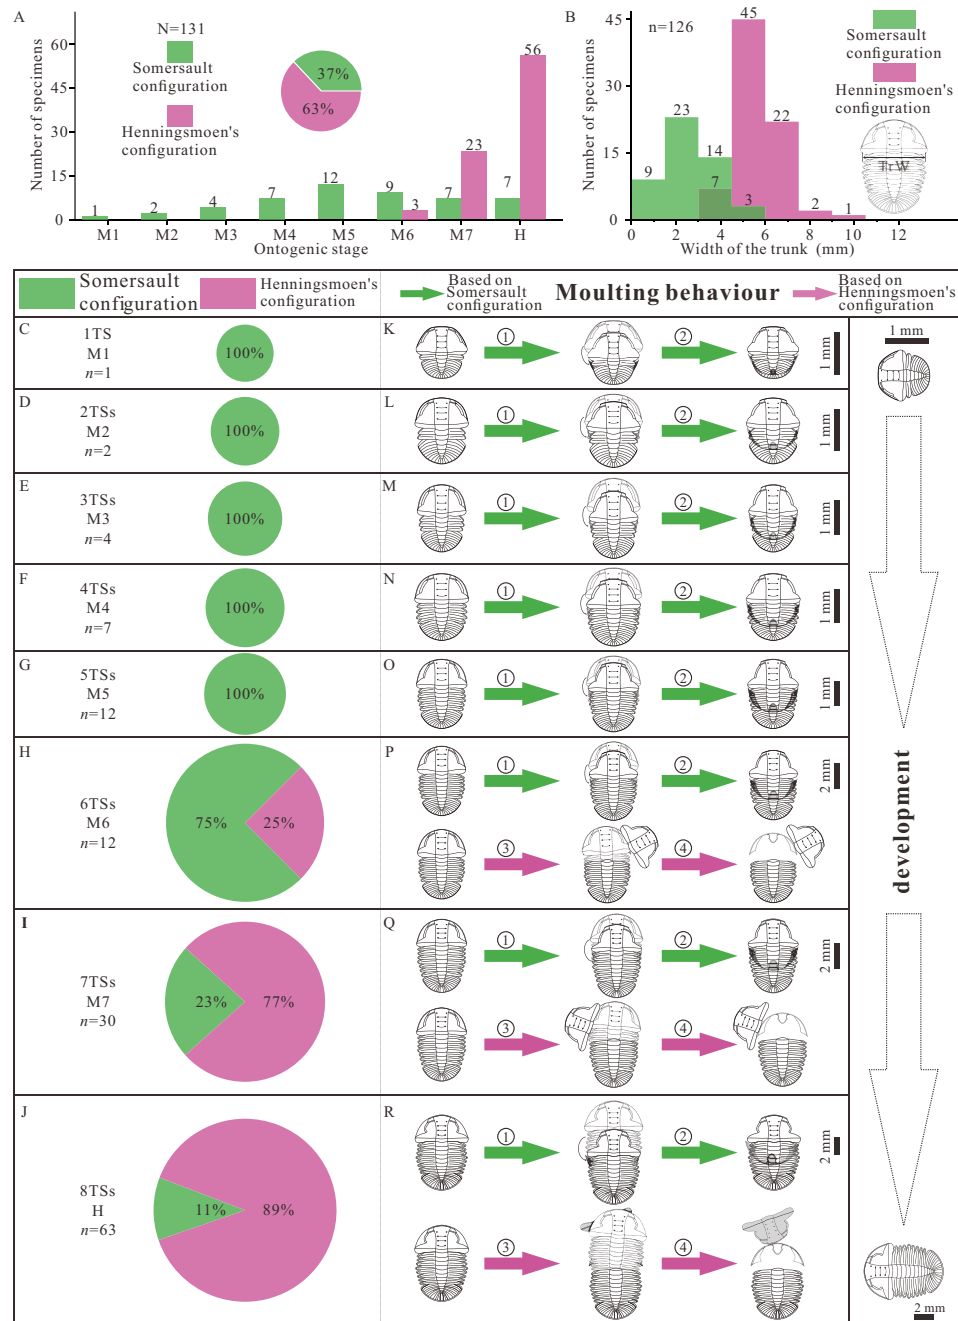 A
N=131
Number of specimens
60
45
30
15
0
Somersault
configuration
Henningsmoen's
configuration
37%
63%
1
2
4
7
12
9
3
7
23
7
56
M1
M2
M3
M4
M5
M6
M7
H
Ontogenic stage
B
n=126
Number of specimens
45
30
15
0
Somersault
configuration
Henningsmoen's
configuration
TrW
9
23
14
7
3
45
22
2
1
0
2
4
6
8
10
12
Width of the trunk (mm)
Somersault
configuration
Henningsmoen's
configuration
Based on
Somersault
configuration
Moulting behaviour
Based on
Henningsmoen's
configuration
C
1TS
M1
n=1
100%
K
1
2
1 mm
1 mm
D
2TSs
M2
n=2
100%
L
1
2
1 mm
E
3TSs
M3
n=4
100%
M
1
2
1 mm
F
4TSs
M4
n=7
100%
N
1
2
1 mm
G
5TSs
M5
n=12
100%
O
1
2
1 mm
H
6TSs
M6
n=12
75%
25%
P
1
2
2 mm
3
4
development
I
7TSs
M7
n=30
23%
77%
Q
1
2
2 mm
3
4
J
8TSs
H
n=63
11%
89%
R
1
2
2 mm
3
4
2 mm